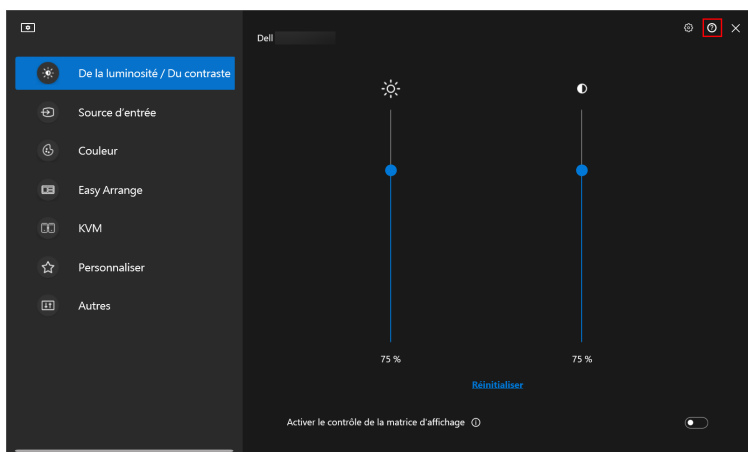 Dell
De la luminosité / Du contraste
Source d'entrée
Couleur
Easy Arrange
KVM
Personnaliser
Autres
75 %
75 %
Réinitialiser
Activer le contrôle de la matrice d'affichage